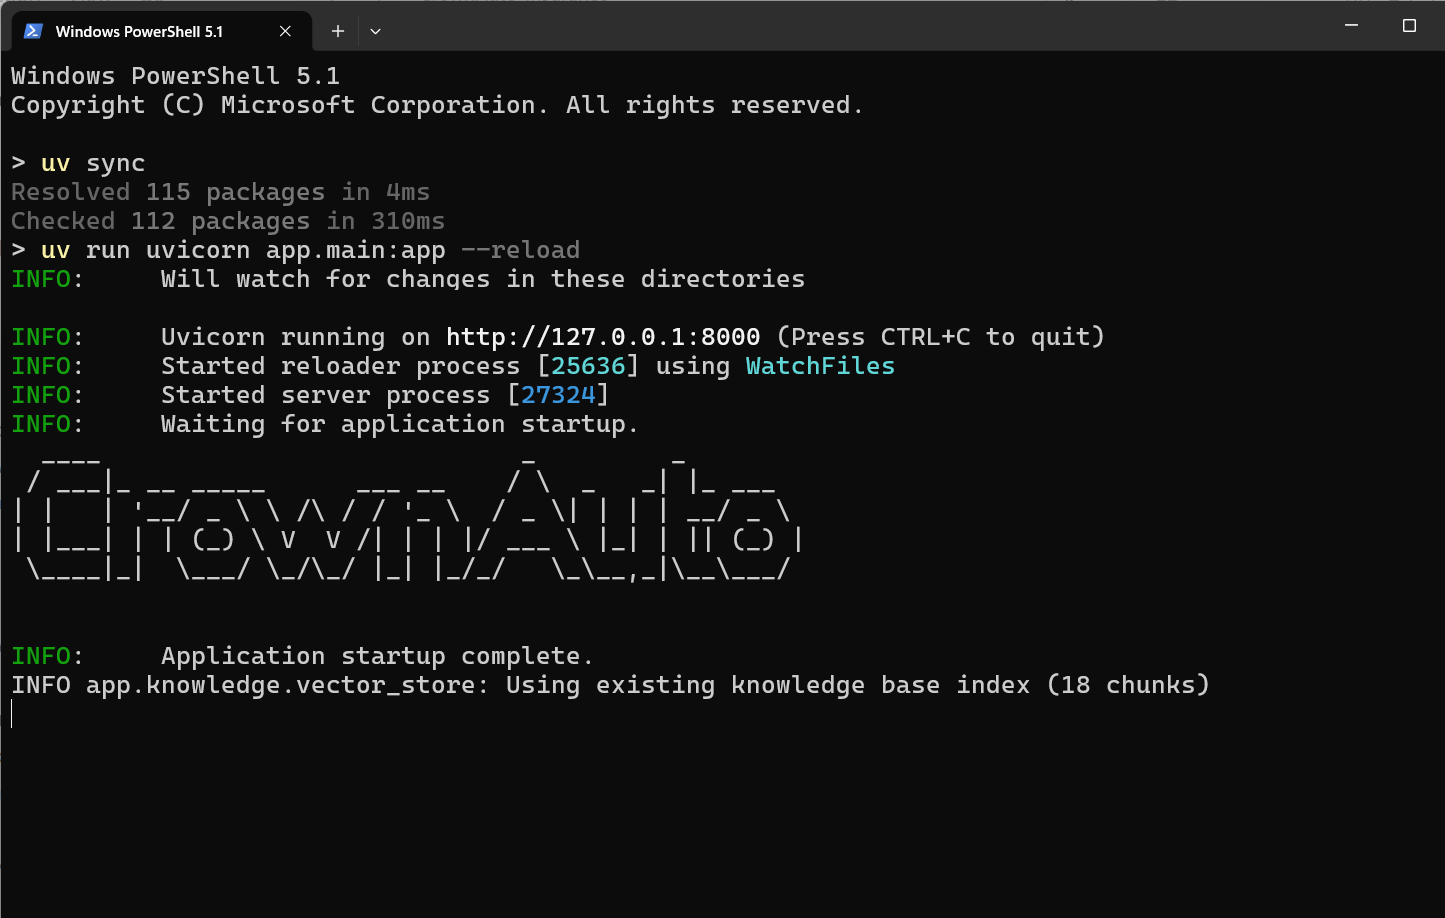 Windows PowerShell 5.1
Windows PowerShell 5.1
Copyright (C) Microsoft Corporation. All rights reserved.
> uv sync
Resolved 115 packages in 4ms
Checked 112 packages in 310ms
> uv run uvicorn app.main:app --reload
INFO:     Will watch for changes in these directories
INFO:     Uvicorn running on http://127.0.0.1:8000 (Press CTRL+C to quit)
INFO:     Started reloader process [25636] using WatchFiles
INFO:     Started server process [27324]
INFO:     Waiting for application startup.
CrownAuto
INFO:     Application startup complete.
INFO app.knowledge.vector_store: Using existing knowledge base index (18 chunks)